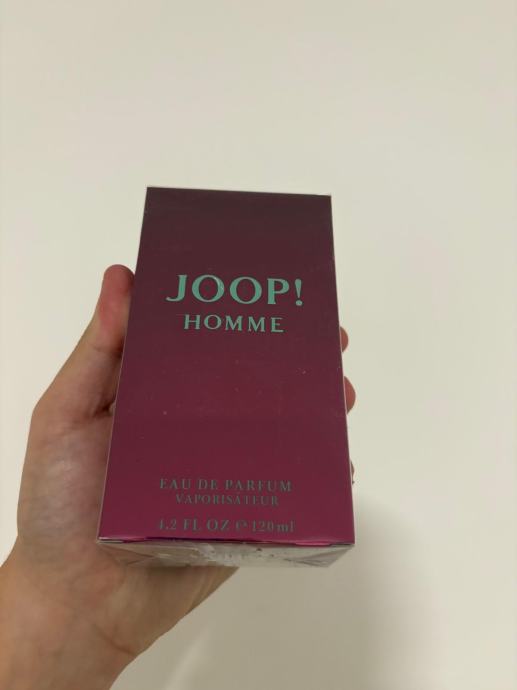 JOOP!
HOMME
EAU DE PARFUM
VAPORISATEUR
4.2 FL OZ ℮ 120 ml